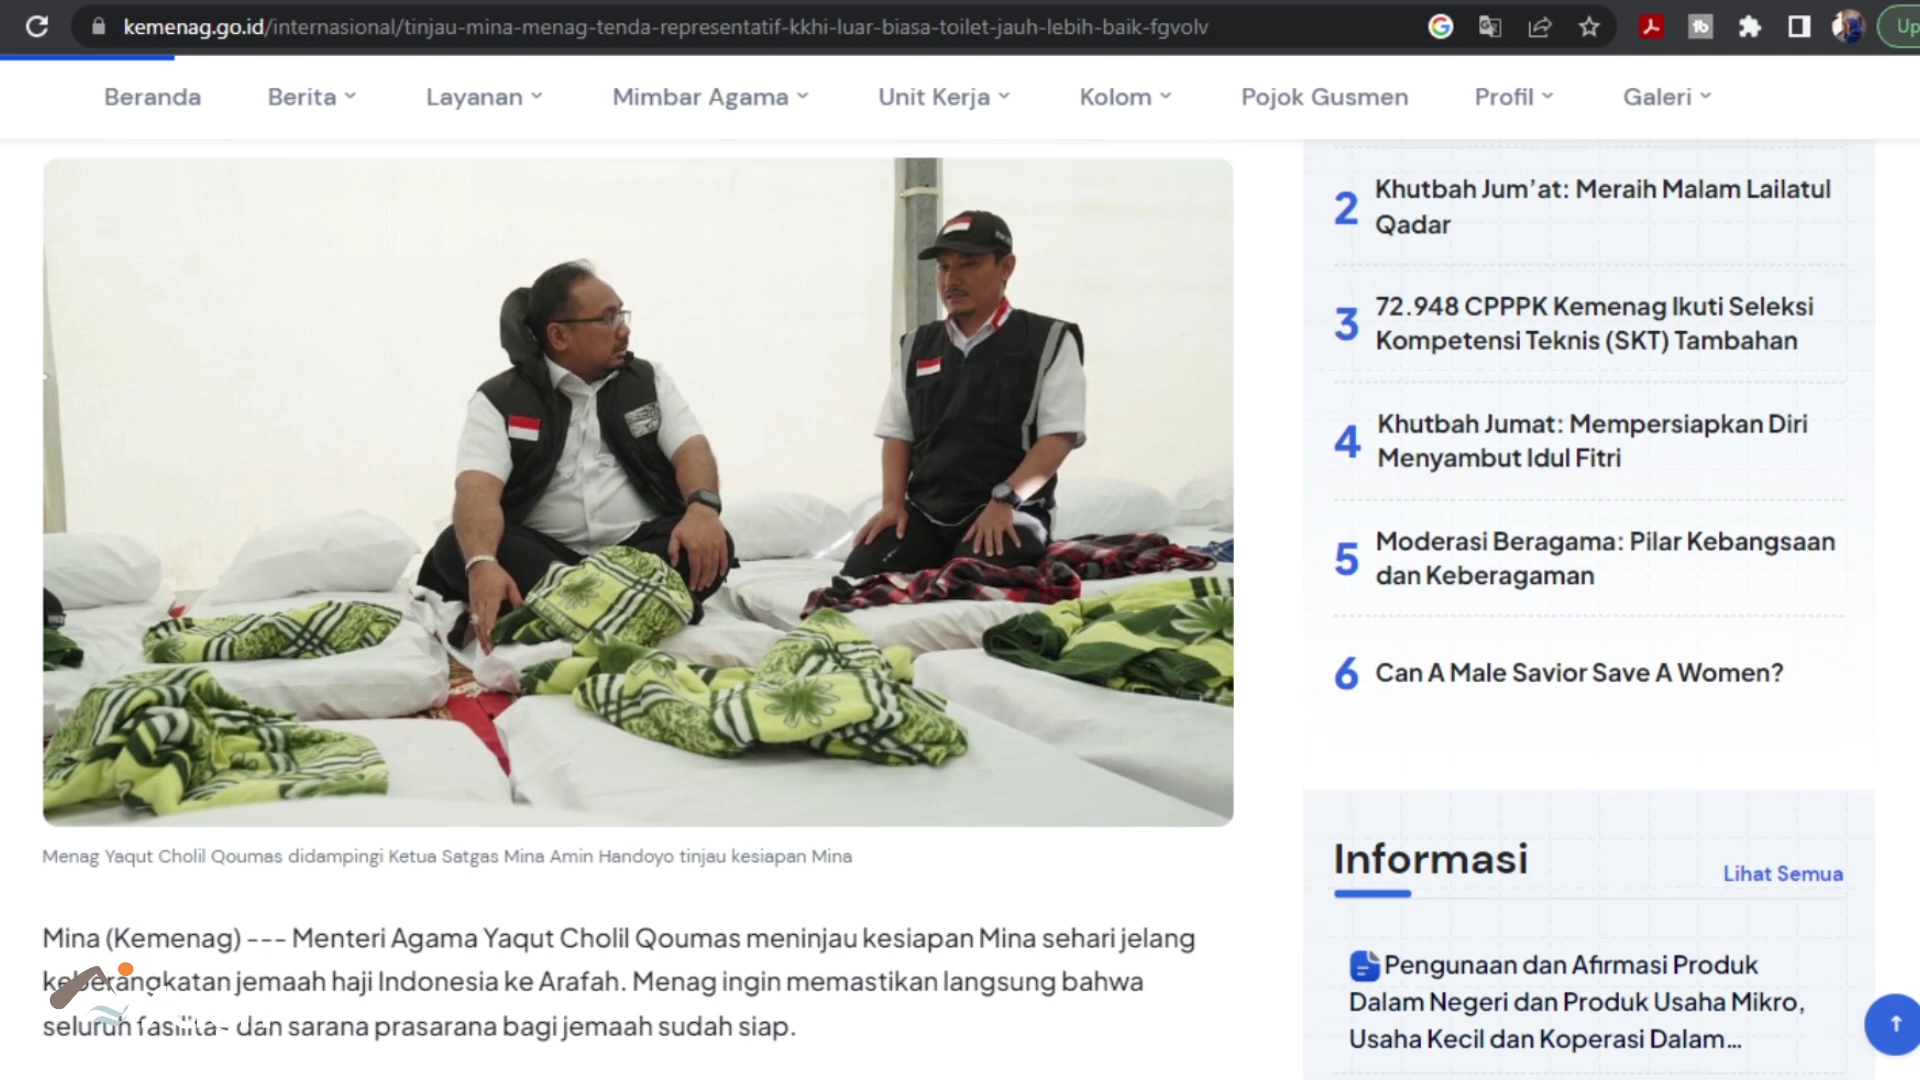 kemenag.go.id/internasional/tinjau-mina-menag-tenda-representatif-kkhi-luar-biasa-toilet-jauh-lebih-baik-fgvolv
Up
Beranda Berita Layanan Mimbar Agama Unit Kerja Kolom Pojok Gusmen Profil Galeri
Menag Yaqut Cholil Qoumas didampingi Ketua Satgas Mina Amin Handoyo tinjau kesiapan Mina
Mina (Kemenag) --- Menteri Agama Yaqut Cholil Qoumas meninjau kesiapan Mina sehari jelang
keberangkatan jemaah haji Indonesia ke Arafah. Menag ingin memastikan langsung bahwa
seluruh fasilitas dan sarana prasarana bagi jemaah sudah siap.
2 Khutbah Jum’at: Meraih Malam Lailatul
Qadar
3 72.948 CPPPK Kemenag Ikuti Seleksi
Kompetensi Teknis (SKT) Tambahan
4 Khutbah Jumat: Mempersiapkan Diri
Menyambut Idul Fitri
5 Moderasi Beragama: Pilar Kebangsaan
dan Keberagaman
6 Can A Male Savior Save A Women?
Informasi
Lihat Semua
Pengunaan dan Afirmasi Produk
Dalam Negeri dan Produk Usaha Mikro,
Usaha Kecil dan Koperasi Dalam...